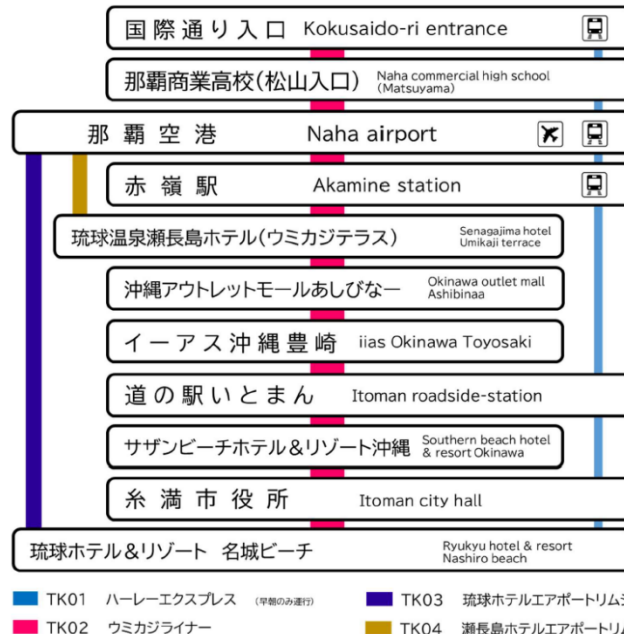 国際通り入口 Kokusaido-ri entrance
那覇商業高校(松山入口) Naha commercial high school
(Matsuyama)
那覇空港 Naha airport
赤嶺駅 Akamine station
琉球温泉瀬長島ホテル(ウミカジテラス) Senagajima hotel
Umikaji terrace
沖縄アウトレットモールあしびなー Okinawa outlet mall
Ashibinaa
イーアス沖縄豊崎 iias Okinawa Toyosaki
道の駅いとまん Itoman roadside-station
サザンビーチホテル&リゾート沖縄 Southern beach hotel
& resort Okinawa
糸満市役所 Itoman city hall
琉球ホテル&リゾート 名城ビーチ Ryukyu hotel & resort
Nashiro beach
TK01 ハーレーエクスプレス (早朝のみ運行) TK03 琉球ホテルエアポートリムジ
TK02 ウミカジライナー TK04 瀬長島ホテルエアポートリム